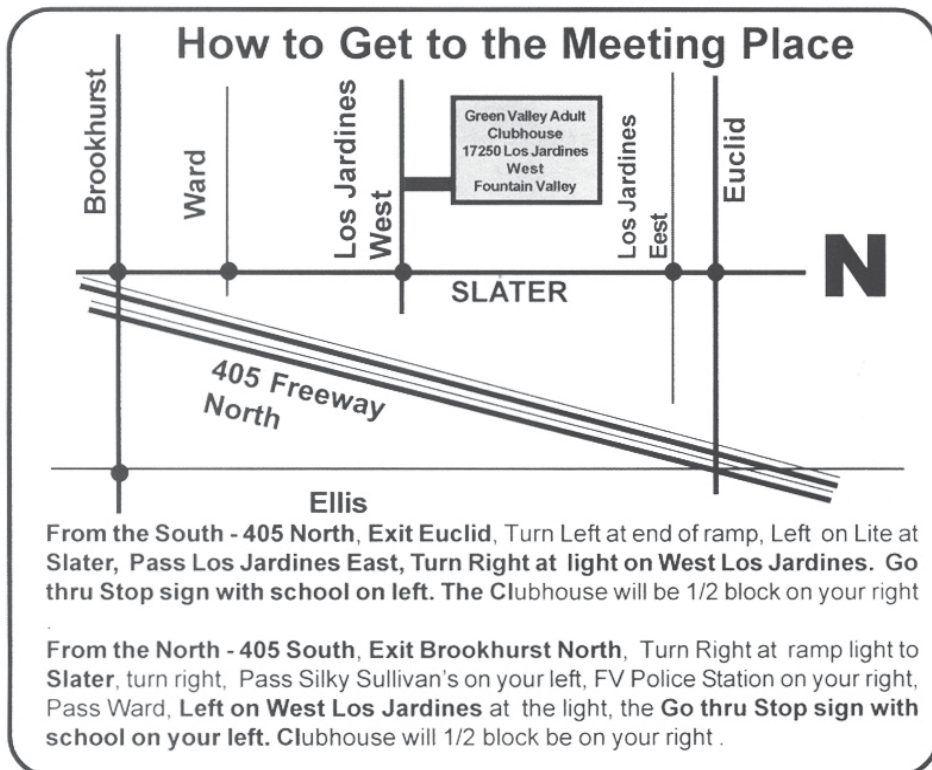 How to Get to the Meeting Place
Brookhurst
Ward
Los Jardines
West
Green Valley Adult
Clubhouse
17250 Los Jardines
West
Fountain Valley
Los Jardines
Eest
Euclid
N
SLATER
405 Freeway
North
Ellis
From the South - 405 North, Exit Euclid, Turn Left at end of ramp, Left on Lite at
Slater, Pass Los Jardines East, Turn Right at light on West Los Jardines. Go
thru Stop sign with school on left. The Clubhouse will be 1/2 block on your right
.
From the North - 405 South, Exit Brookhurst North, Turn Right at ramp light to
Slater, turn right, Pass Silky Sullivan's on your left, FV Police Station on your right,
Pass Ward, Left on West Los Jardines at the light, the Go thru Stop sign with
school on your left. Clubhouse will 1/2 block be on your right .